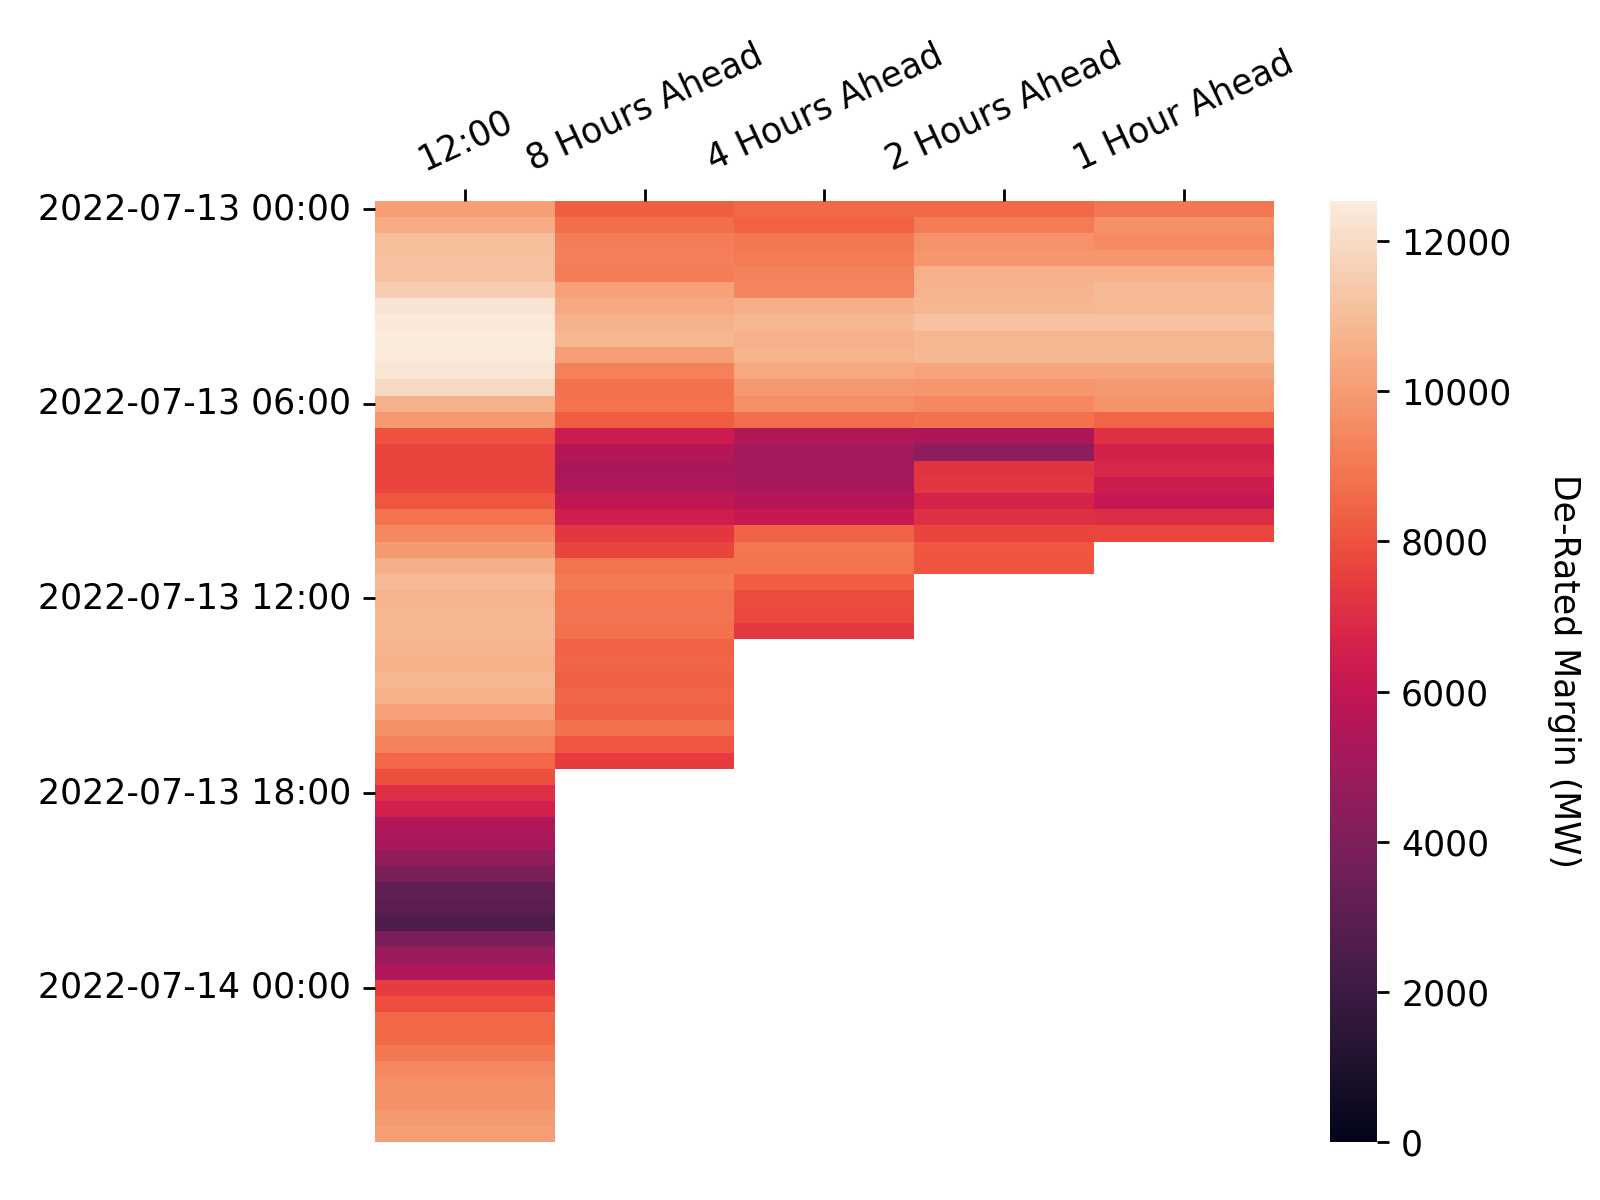 12:00
8 Hours Ahead
4 Hours Ahead
2 Hours Ahead
1 Hour Ahead
2022-07-13 00:00
2022-07-13 06:00
2022-07-13 12:00
2022-07-13 18:00
2022-07-14 00:00
12000
10000
8000
6000
4000
2000
0
De-Rated Margin (MW)